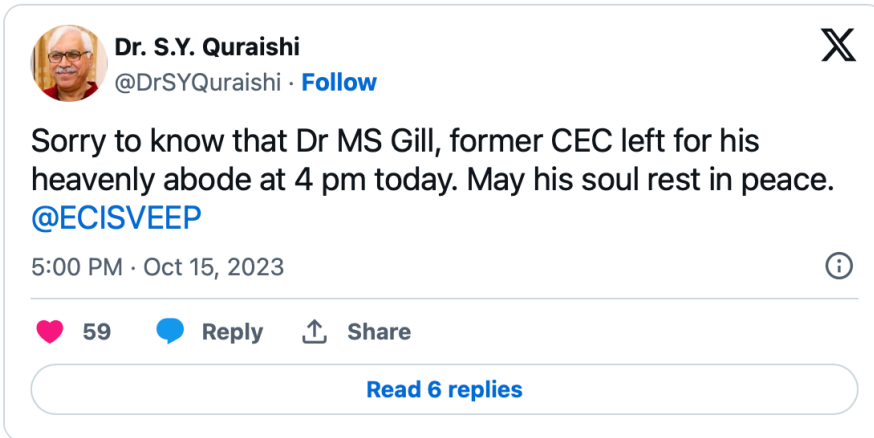 Dr. S.Y. Quraishi
@DrSYQuraishi · Follow
Sorry to know that Dr MS Gill, former CEC left for his
heavenly abode at 4 pm today. May his soul rest in peace.
@ECISVEEP
5:00 PM · Oct 15, 2023
59 Reply Share
Read 6 replies